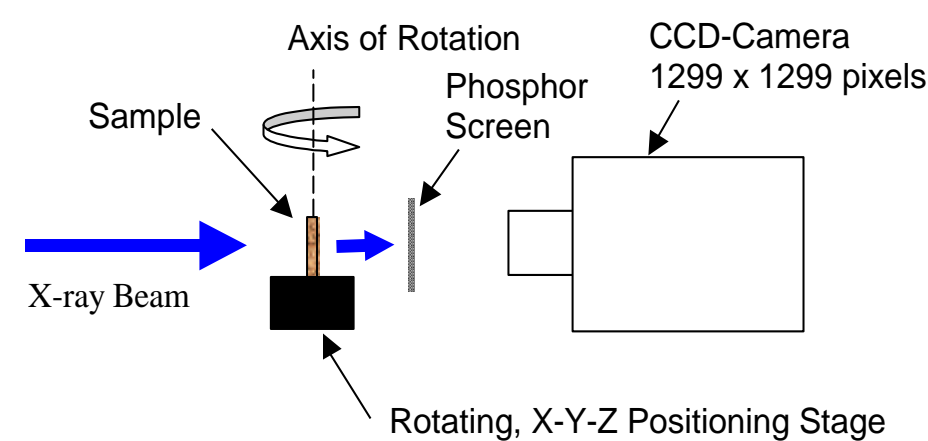 Axis of Rotation
CCD-Camera
1299 x 1299 pixels
Phosphor
Screen
Sample
X-ray Beam
Rotating, X-Y-Z Positioning Stage